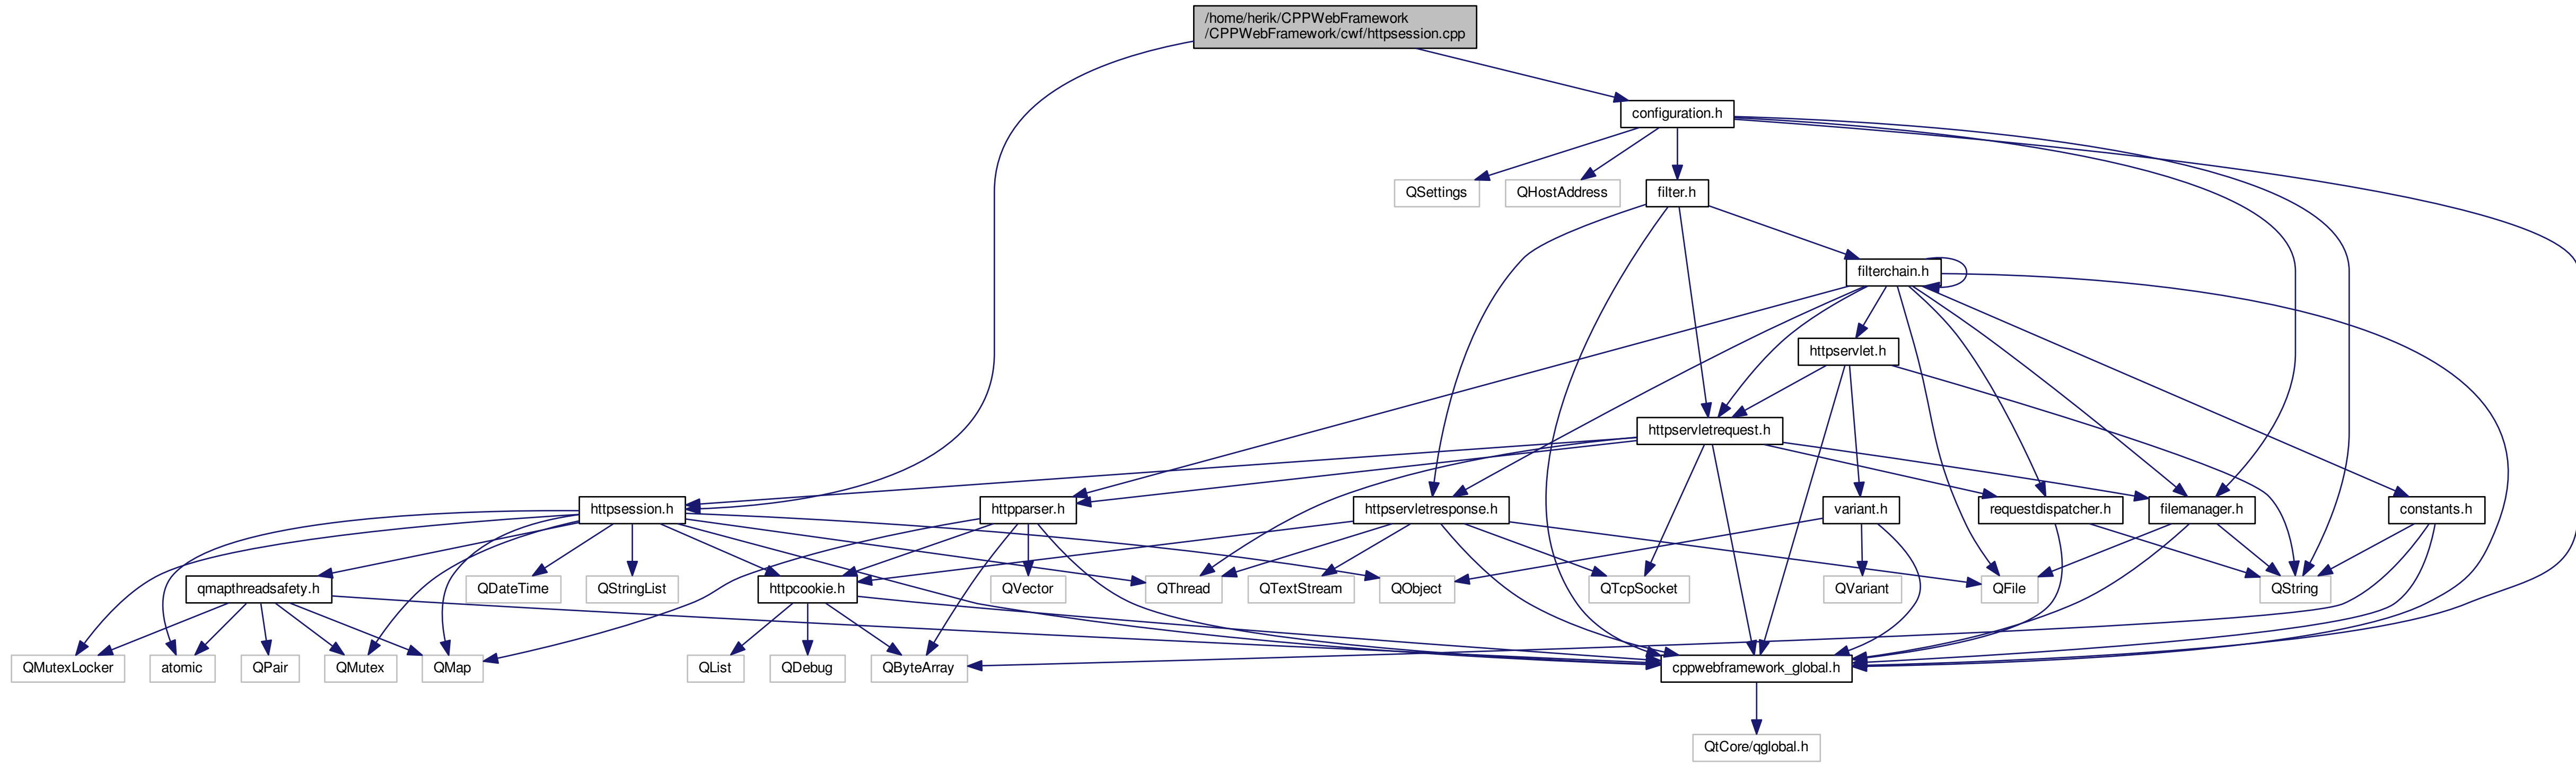 /home/herik/CPPWebFramework
/CPPWebFramework/cwf/httpsession.cpp
configuration.h
QSettings
QHostAddress
filter.h
filterchain.h
httpservlet.h
httpservletrequest.h
httpsession.h
httpparser.h
httpservletresponse.h
variant.h
requestdispatcher.h
filemanager.h
constants.h
qmapthreadsafety.h
QDateTime
QStringList
httpcookie.h
QVector
QThread
QTextStream
QObject
QTcpSocket
QVariant
QFile
QString
QMutexLocker
atomic
QPair
QMutex
QMap
QList
QDebug
QByteArray
cppwebframework_global.h
QtCore/qglobal.h